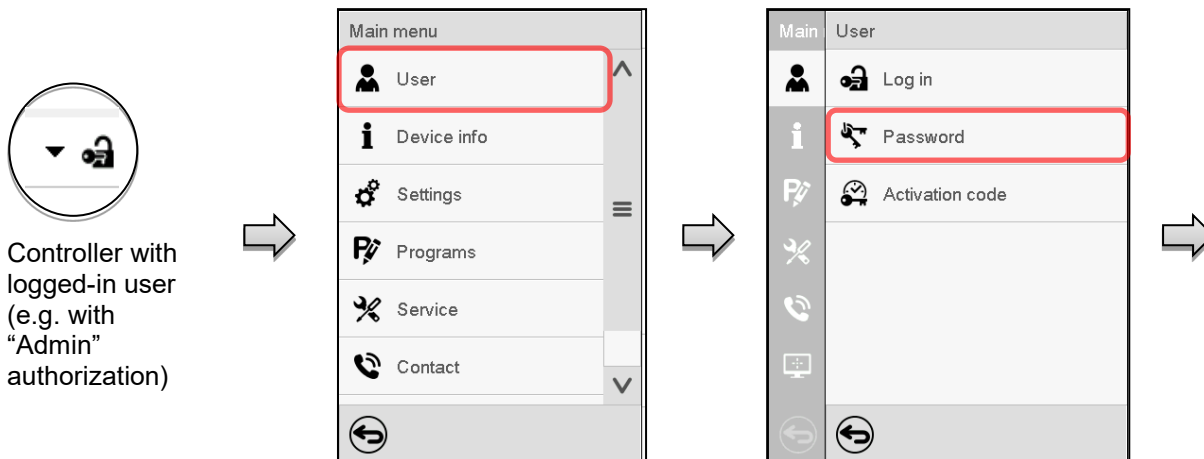 Controller with
logged-in user
(e.g. with
“Admin”
authorization)
Main menu
User
Device info
Settings
Programs
Service
Contact
Main
User
Log in
Password
Activation code